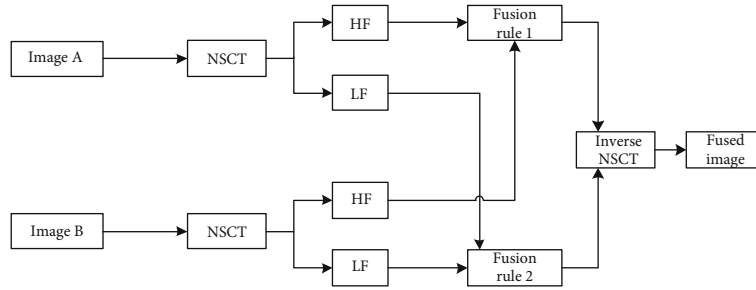 Image A
NSCT
HF
LF
Fusion
rule 1
Image B
NSCT
HF
LF
Fusion
rule 2
Inverse
NSCT
Fused
image